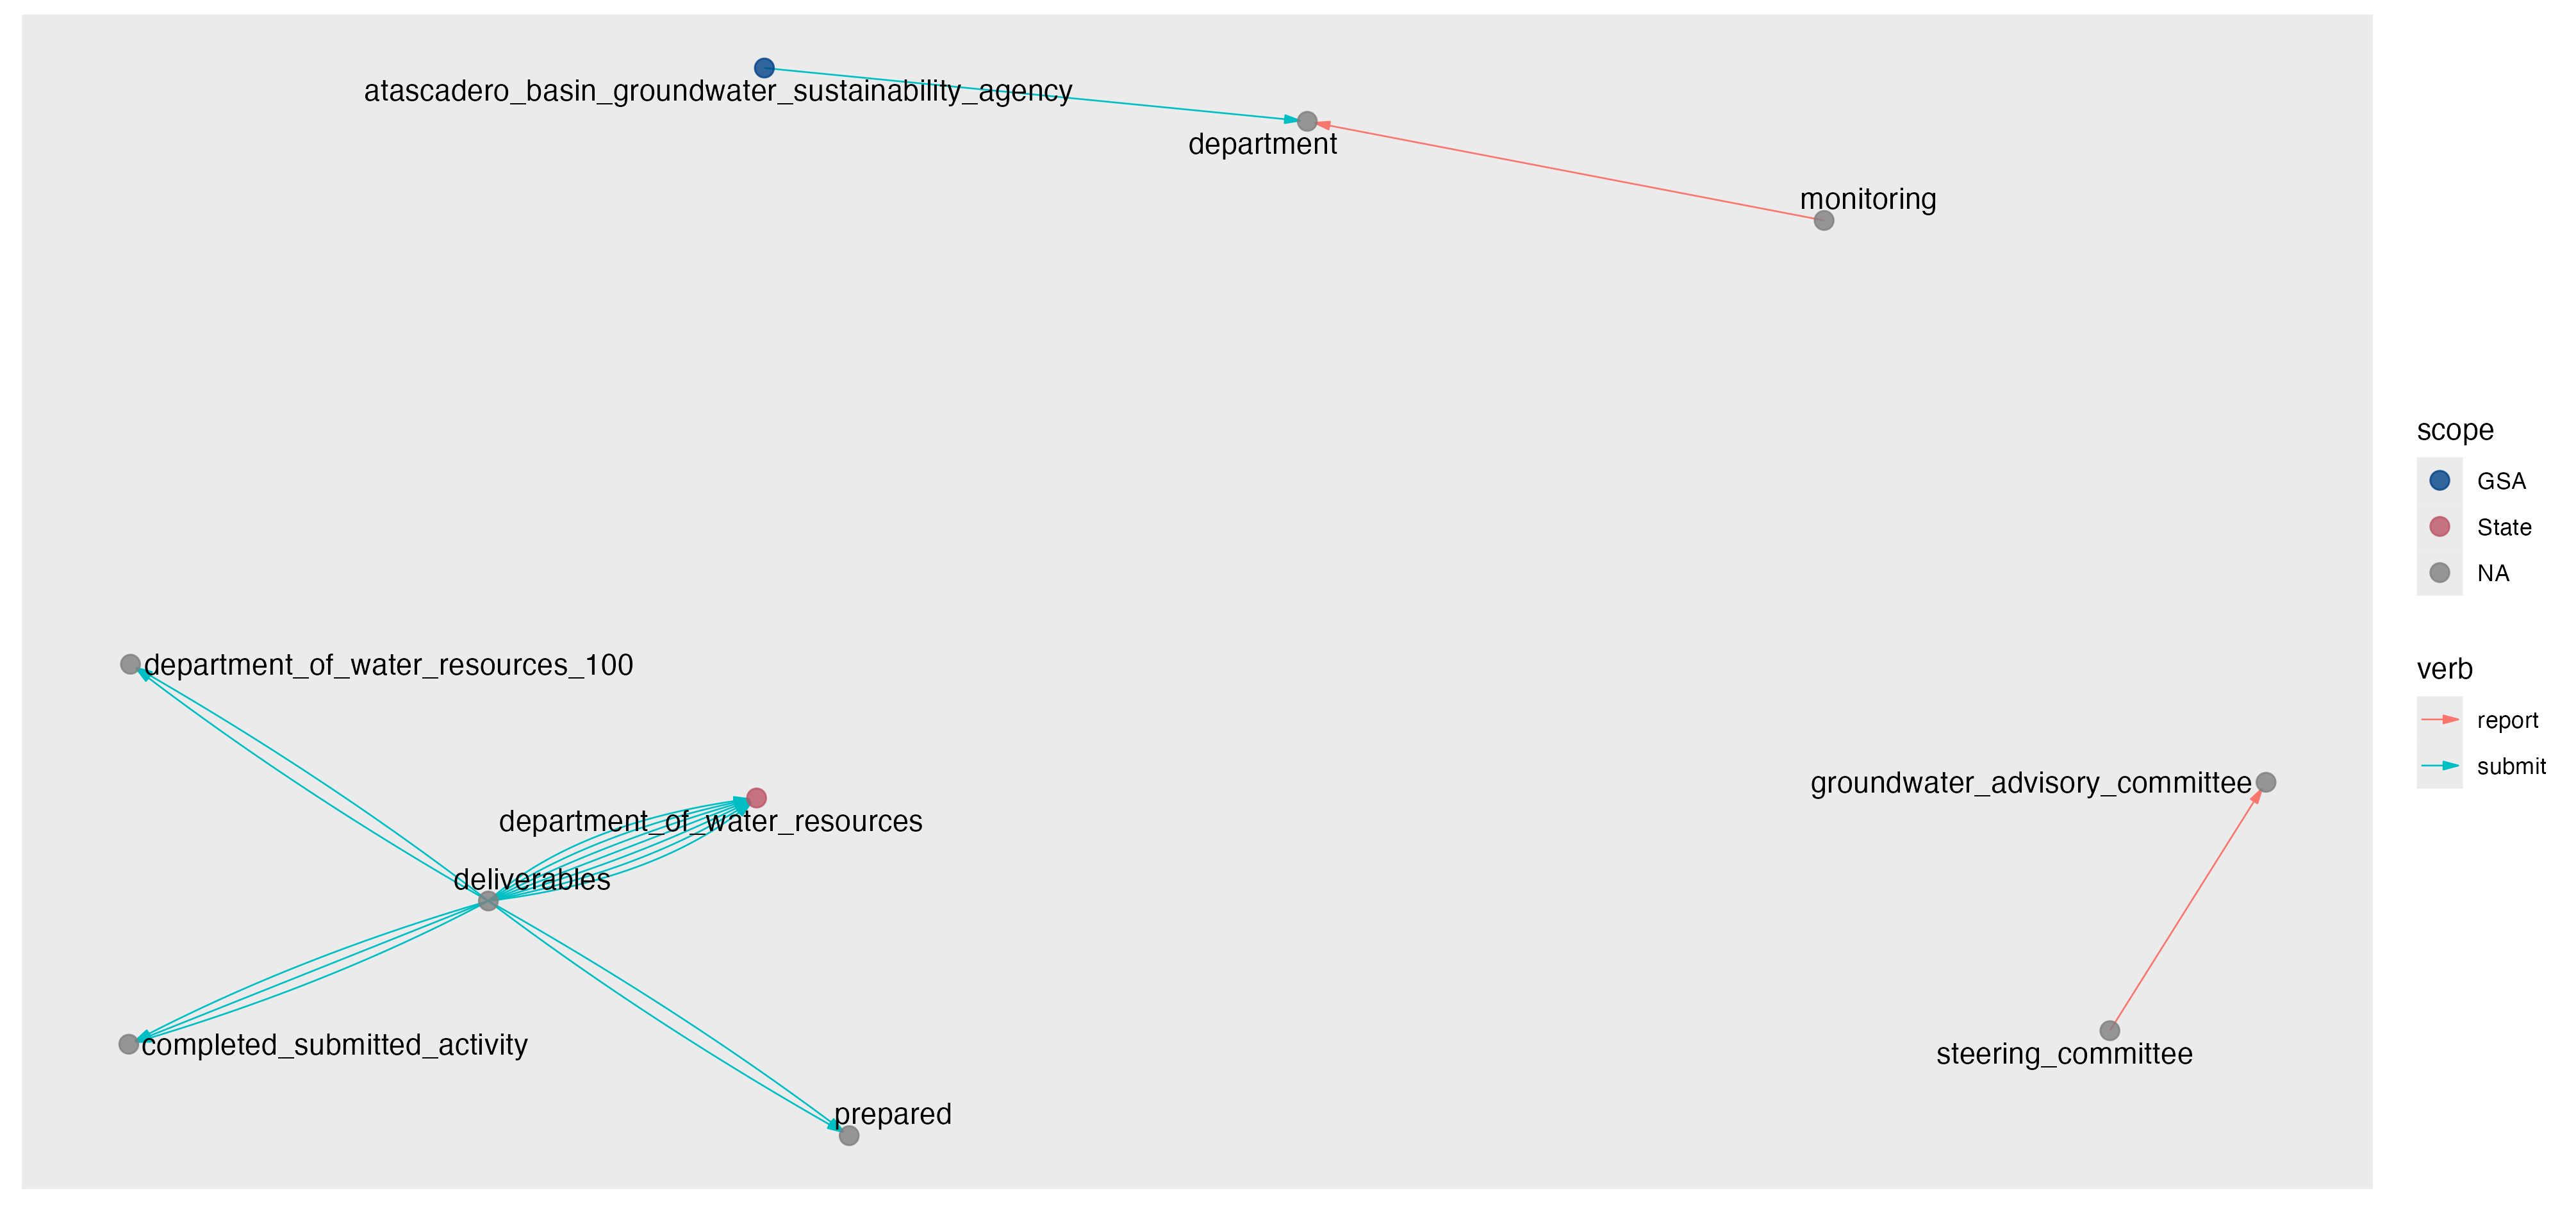 atascadero_basin_groundwater_sustainability_agency
department
monitoring
department_of_water_resources_100
department_of_water_resources
deliverables
completed_submitted_activity
prepared
groundwater_advisory_committee
steering_committee
scope
GSA
State
NA
verb
report
submit